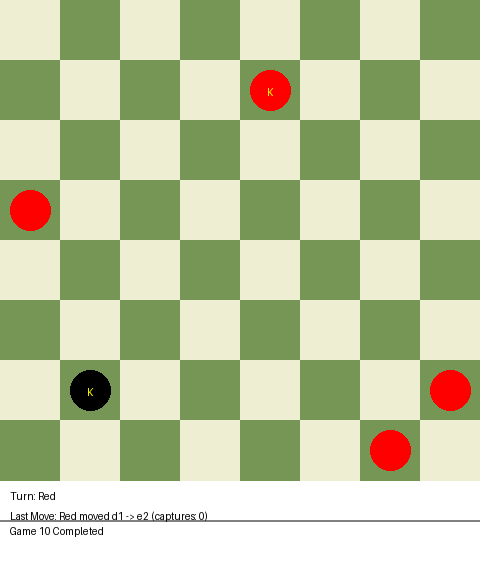 K
K
Turn: Red
Last Move: Red moved d1 -> e2 (captures: 0)
Game 10 Completed